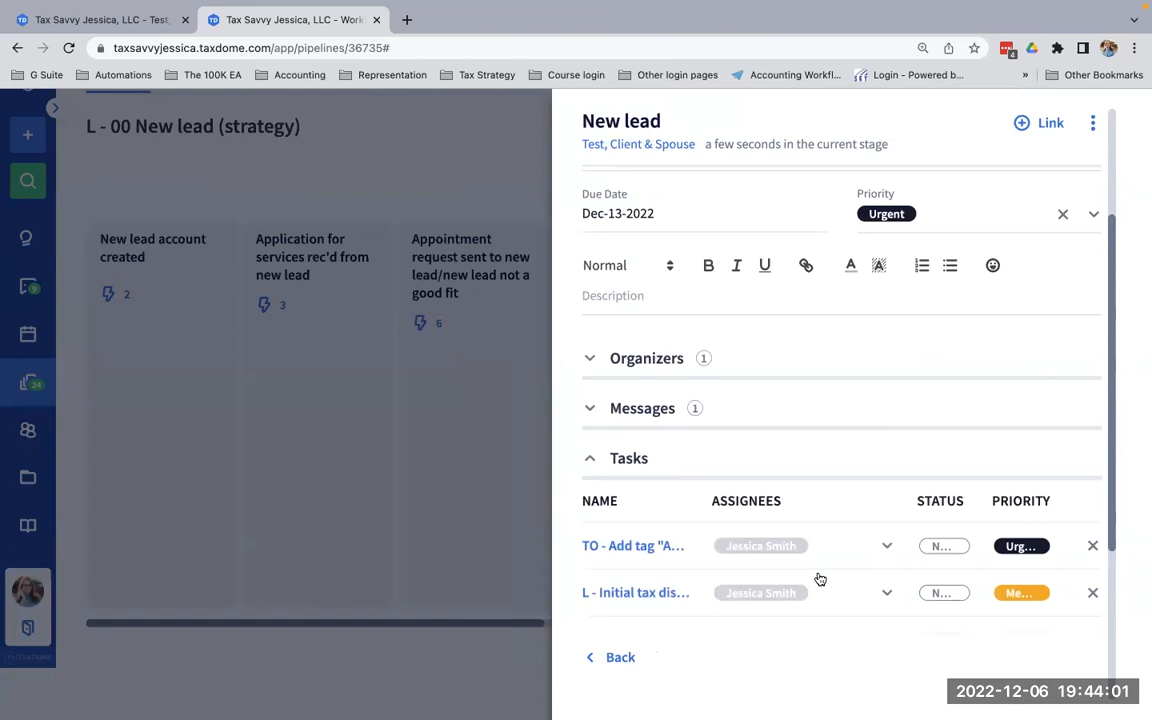 Tax Savvy Jessica, LLC - Test,
Tax Savvy Jessica, LLC - Work
taxsavvyjessica.taxdome.com/app/pipelines/36735#
4
G Suite
Automations
The 100K EA
Accounting
Representation
Tax Strategy
Course login
Other login pages
Accounting Workfl...
Login - Powered b...
»
Other Bookmarks
L - 00 New lead (strategy)
New lead account
created
2
Application for
services rec'd from
new lead
3
Appointment
request sent to new
lead/new lead not a
good fit
6
9
24
New lead
Link
Test, Client & Spouse a few seconds in the current stage
Due Date
Dec-13-2022
Priority
Urgent
Normal
B I U A A
Description
Organizers 1
Messages 1
Tasks
NAME ASSIGNEES STATUS PRIORITY
TO - Add tag "A... Jessica Smith N... Urg...
L - Initial tax dis... Jessica Smith N... Me...
Back
2022-12-06 19:44:01